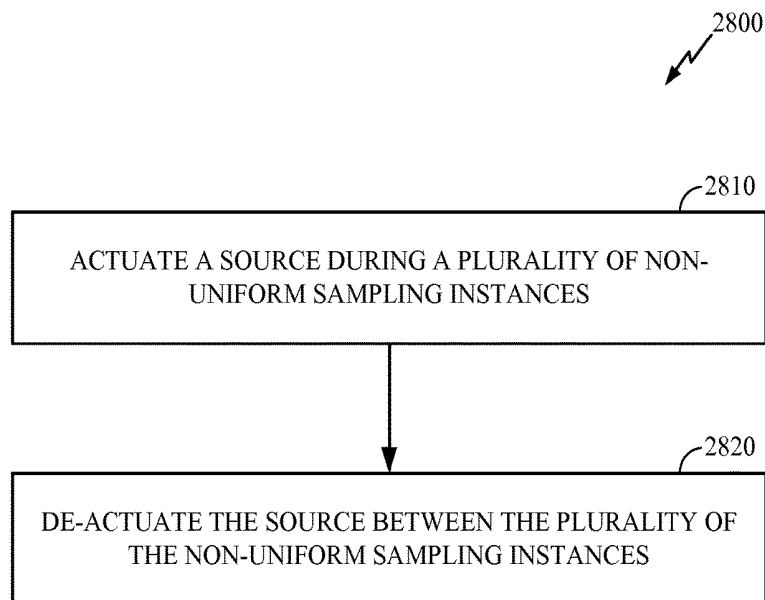 2800
2810
ACTUATE A SOURCE DURING A PLURALITY OF NON-
UNIFORM SAMPLING INSTANCES
2820
DE-ACTUATE THE SOURCE BETWEEN THE PLURALITY OF
THE NON-UNIFORM SAMPLING INSTANCES